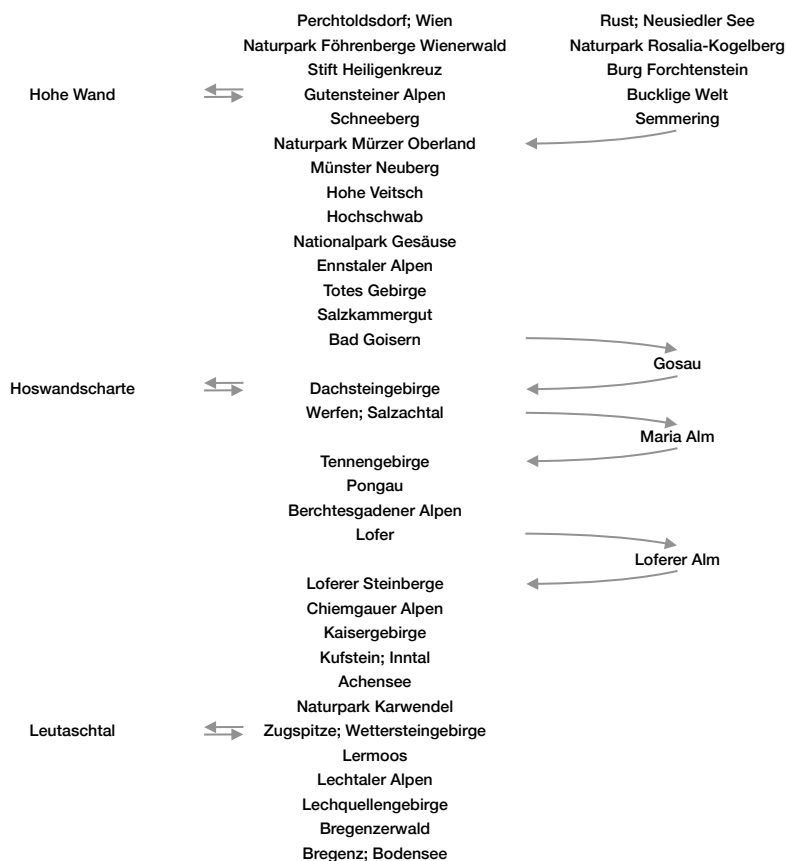 Perchtoldsdorf; Wien
Rust; Neusiedler See
Naturpark Föhrenberge Wienerwald
Naturpark Rosalia-Kogelberg
Stift Heiligenkreuz
Burg Forchtenstein
Hohe Wand
Gutensteiner Alpen
Bucklige Welt
Schneeberg
Semmering
Naturpark Mürzer Oberland
Münster Neuberg
Hohe Veitsch
Hochschwab
Nationalpark Gesäuse
Ennstaler Alpen
Totes Gebirge
Salzkammergut
Bad Goisern
Gosau
Hoswandscharte
Dachsteingebirge
Werfen; Salzachtal
Maria Alm
Tennengebirge
Pongau
Berchtesgadener Alpen
Lofer
Loferer Alm
Loferer Steinberge
Chiemgauer Alpen
Kaisergebirge
Kufstein; Inntal
Achensee
Naturpark Karwendel
Leutaschtal
Zugspitze; Wettersteingebirge
Lermoos
Lechtaler Alpen
Lechquellengebirge
Bregenzerwald
Bregenz; Bodensee